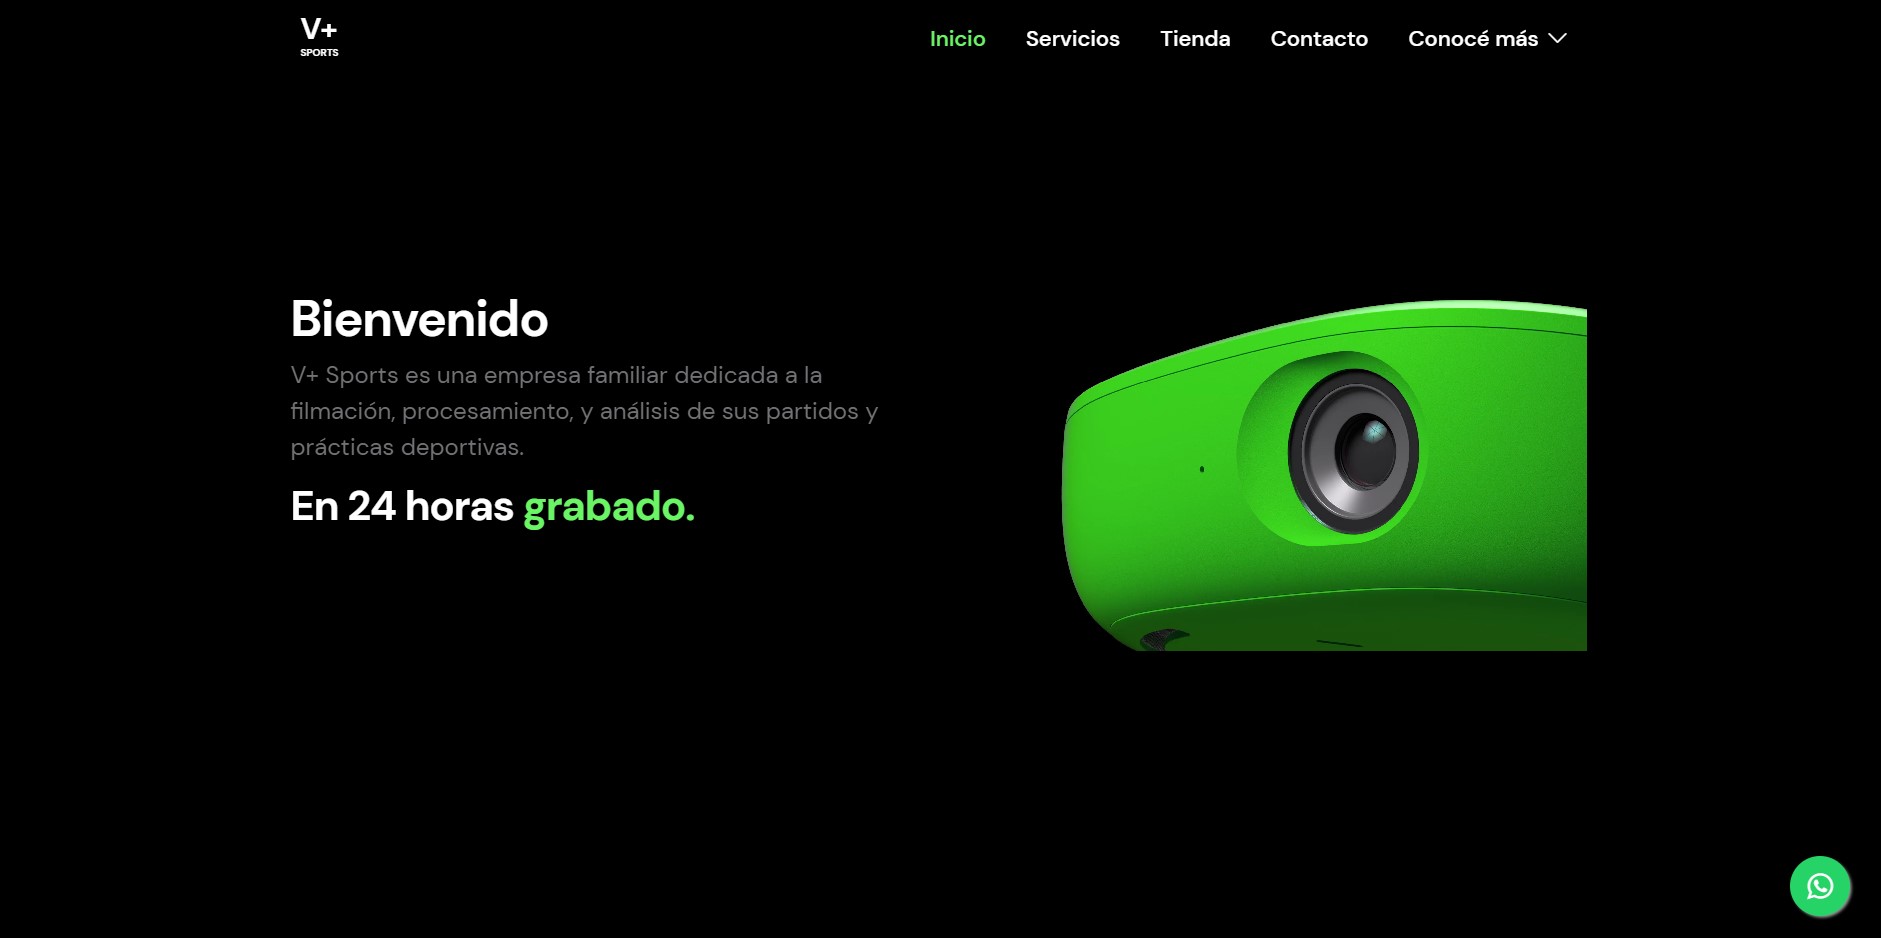 V+
SPORTS
Inicio
Servicios
Tienda
Contacto
Conocé más
Bienvenido
V+ Sports es una empresa familiar dedicada a la
filmación, procesamiento, y análisis de sus partidos y
prácticas deportivas.
En 24 horas grabado.